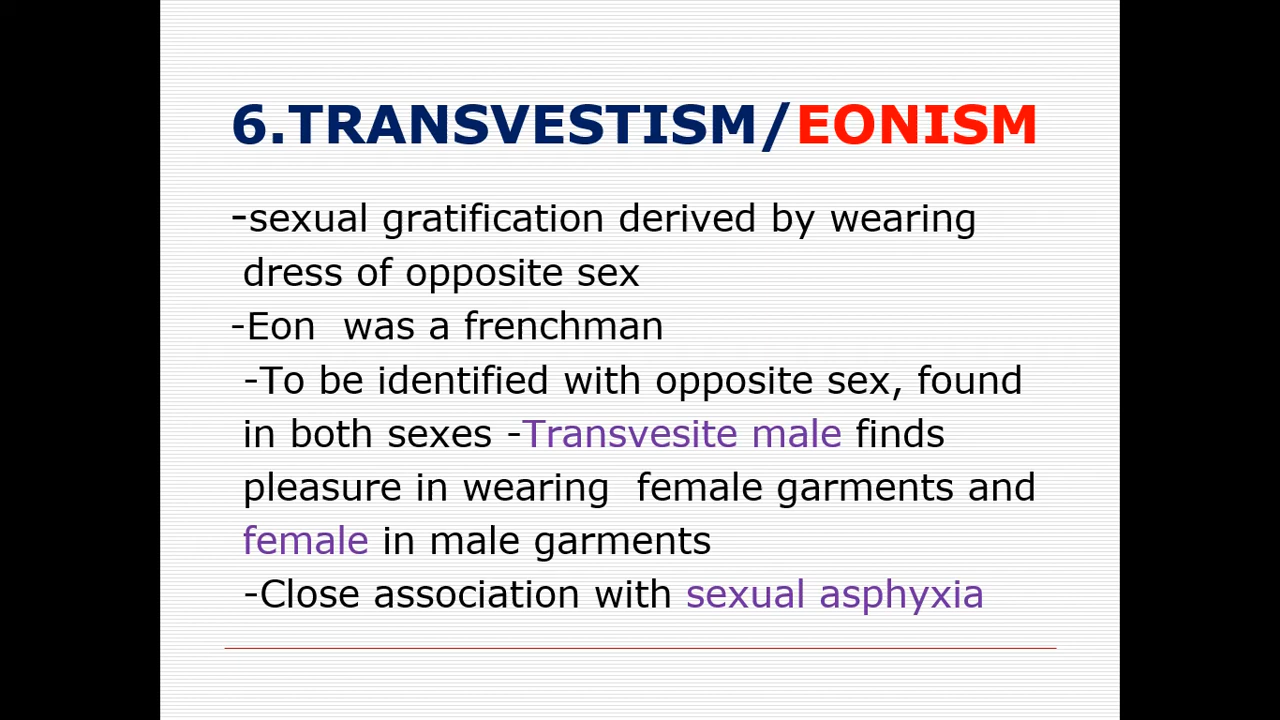 6.TRANSVESTISM/EONISM
-sexual gratification derived by wearing
dress of opposite sex
-Eon  was a frenchman
-To be identified with opposite sex, found
in both sexes -Transvesite male finds
pleasure in wearing  female garments and
female in male garments
-Close association with sexual asphyxia